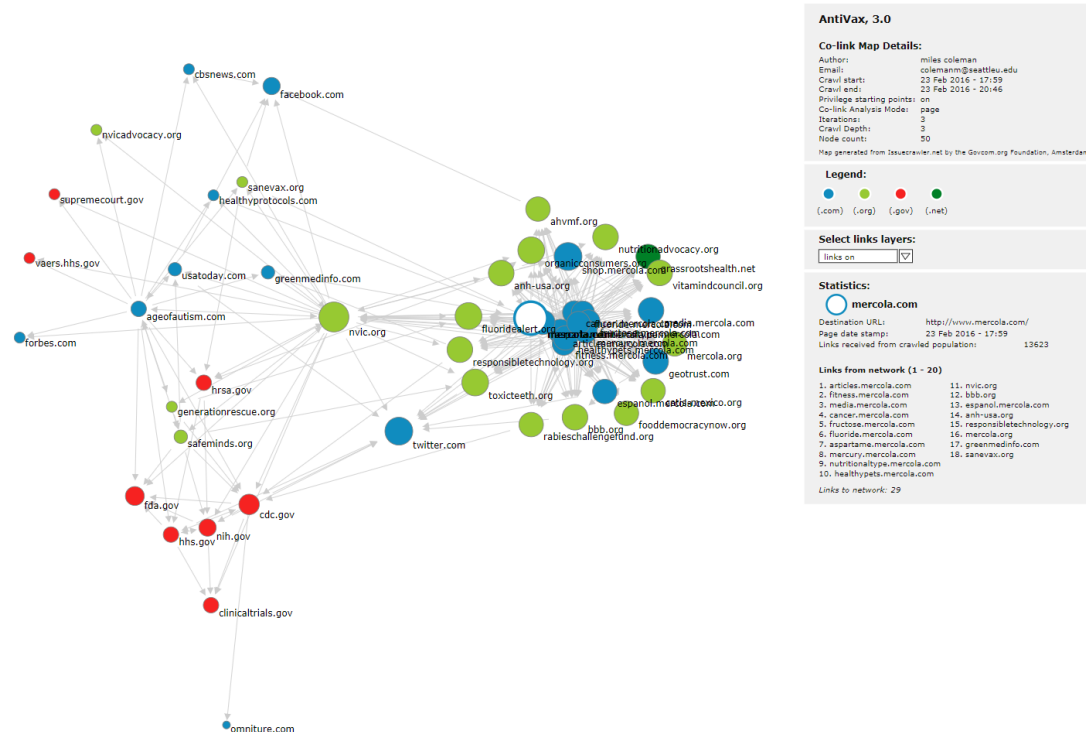 AntiVax, 3.0
Co-link Map Details:
Author: miles coleman
Email: colemanm@seattleu.edu
Crawl start: 23 Feb 2016 - 17:59
Crawl end: 23 Feb 2016 - 20:46
Privilege starting points: on
Co-link Analysis Mode: page
Iterations: 3
Crawl Depth: 3
Node count: 50
Map generated from Issuecrawler.net by the Govcom.org Foundation, Amsterdam
Legend:
(.com) (.org) (.gov) (.net)
Select links layers:
links on
Statistics:
mercola.com
Destination URL: http://www.mercola.com/
Page date stamp: 23 Feb 2016 - 17:59
Links received from crawled population: 13623
Links from network (1 - 20)
1. articles.mercola.com
2. fitness.mercola.com
3. media.mercola.com
4. cancer.mercola.com
5. fructose.mercola.com
6. fluoride.mercola.com
7. aspartame.mercola.com
8. mercury.mercola.com
9. nutritionaltype.mercola.com
10. healthypets.mercola.com
11. nvic.org
12. bbb.org
13. espanol.mercola.com
14. anh-usa.org
15. responsibletechnology.org
16. mercola.org
17. greenmedinfo.com
18. sanevax.org
Links to network: 29
cbsnews.com
facebook.com
nvicadvocacy.org
sanevax.org
supremecourt.gov
healthyprotocols.com
ahvmf.org
nutritionadvocacy.org
vaers.hhs.gov
usatoday.com
greenmedinfo.com
organicconsumers.org
shop.mercola.com
grassrootshealth.net
anh-usa.org
vitamindcouncil.org
ageofautism.com
nvic.org
fluoridealert.org
media.mercola.com
forbes.com
healthypets.mercola.com
fitness.mercola.com
mercola.org
responsibletechnology.org
geotrust.com
hrsa.gov
toxicteeth.org
espanol.mercola.com
generationrescue.org
fooddemocracynow.org
bbb.org
rabieschallengefund.org
safeminds.org
twitter.com
fda.gov
cdc.gov
nih.gov
hhs.gov
clinicaltrials.gov
omniture.com